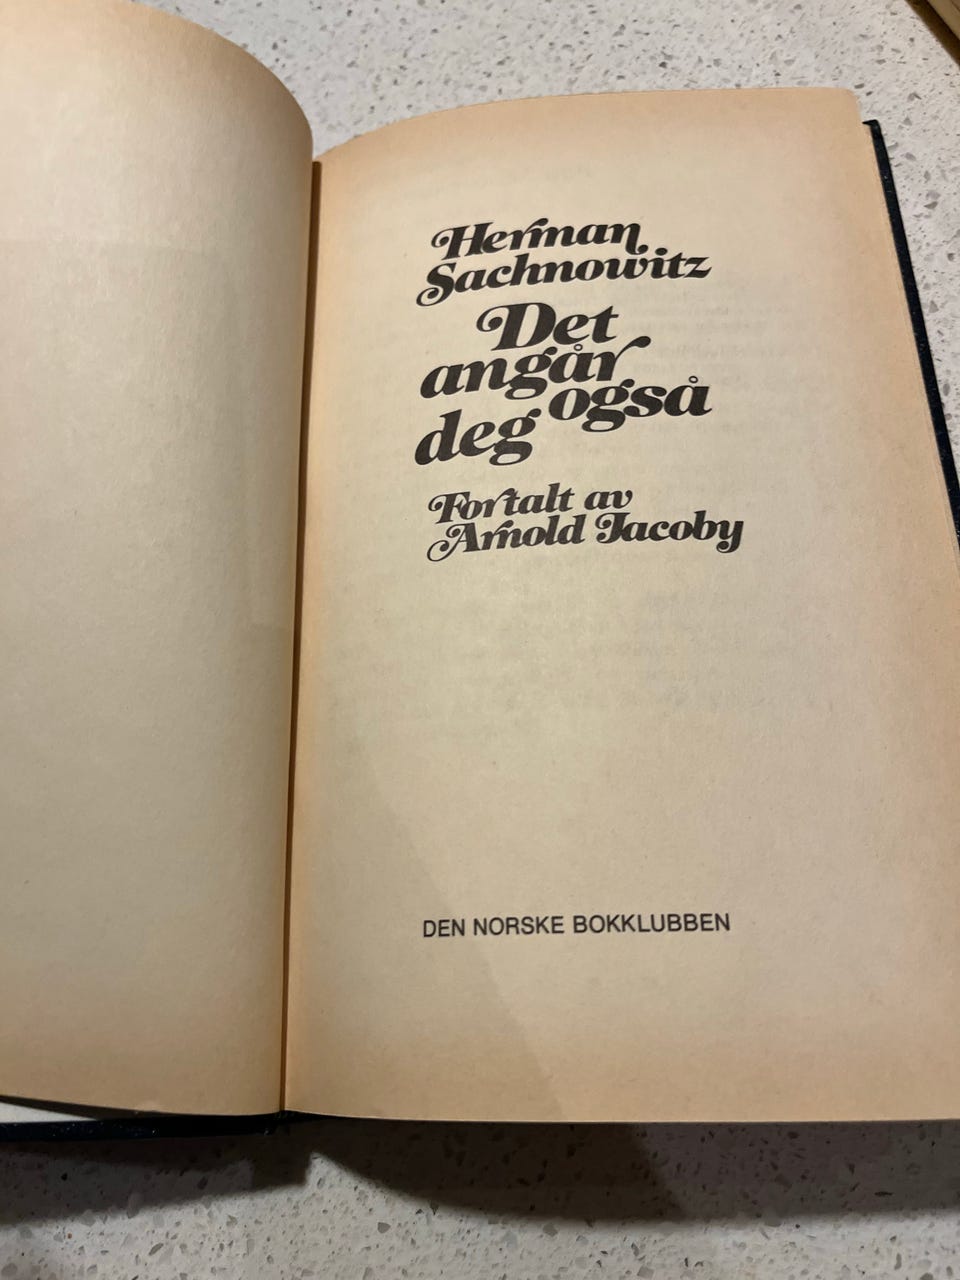 Herman
Sachnowitz
Det
angår
deg også
Fortalt av
Arnold Jacoby
DEN NORSKE BOKKLUBBEN